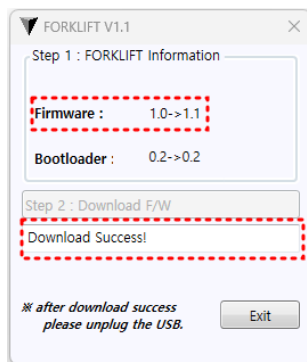 FORKLIFT V1.1
Step 1 : FORKLIFT Information
Firmware : 1.0->1.1
Bootloader : 0.2->0.2
Step 2 : Download F/W
Download Success!
※ after download success
please unplug the USB.
Exit